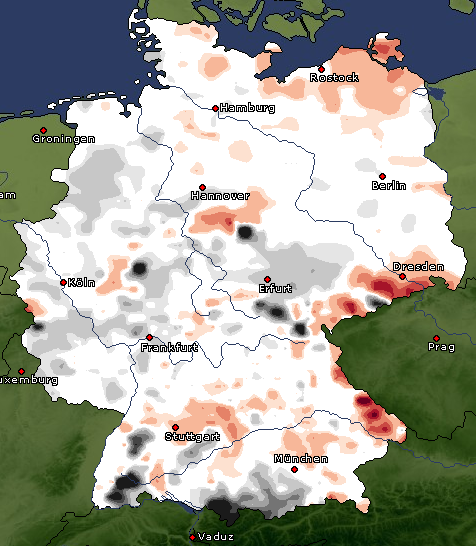 Rostock
Hamburg
Groningen
am
Berlin
Hannover
Dresden
Köln
Erfurt
Prag
Frankfurt
uxemburg
Stuttgart
München
Vaduz